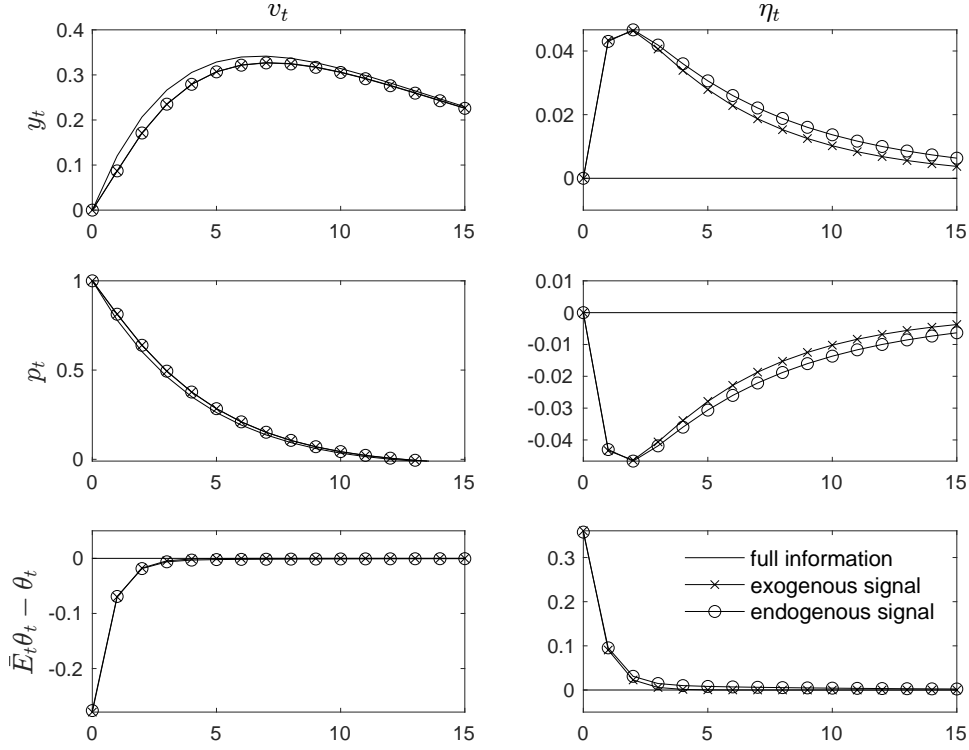 v_t
η_t
0.4
0.3
0.2
0.1
0
y_t
0 5 10 15
0.04
0.02
0
0 5 10 15
1
0.5
0
p_t
0 5 10 15
0.01
0
-0.01
-0.02
-0.03
-0.04
0 5 10 15
0
-0.1
-0.2
Ē_tθ_t − θ_t
0 5 10 15
0.3
0.2
0.1
0
full information
exogenous signal
endogenous signal
0 5 10 15